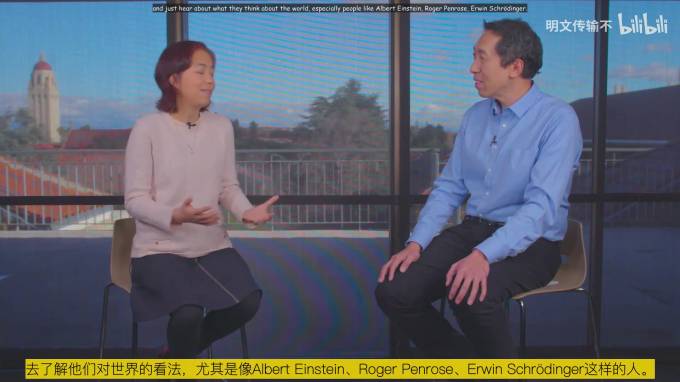 and just hear about what they think about the world, especially people like Albert Einstein, Roger Penrose, Erwin Schrödinger.
明文传输不 bilibili
去了解他们对世界的看法，尤其是像Albert Einstein、Roger Penrose、Erwin Schrödinger这样的人。